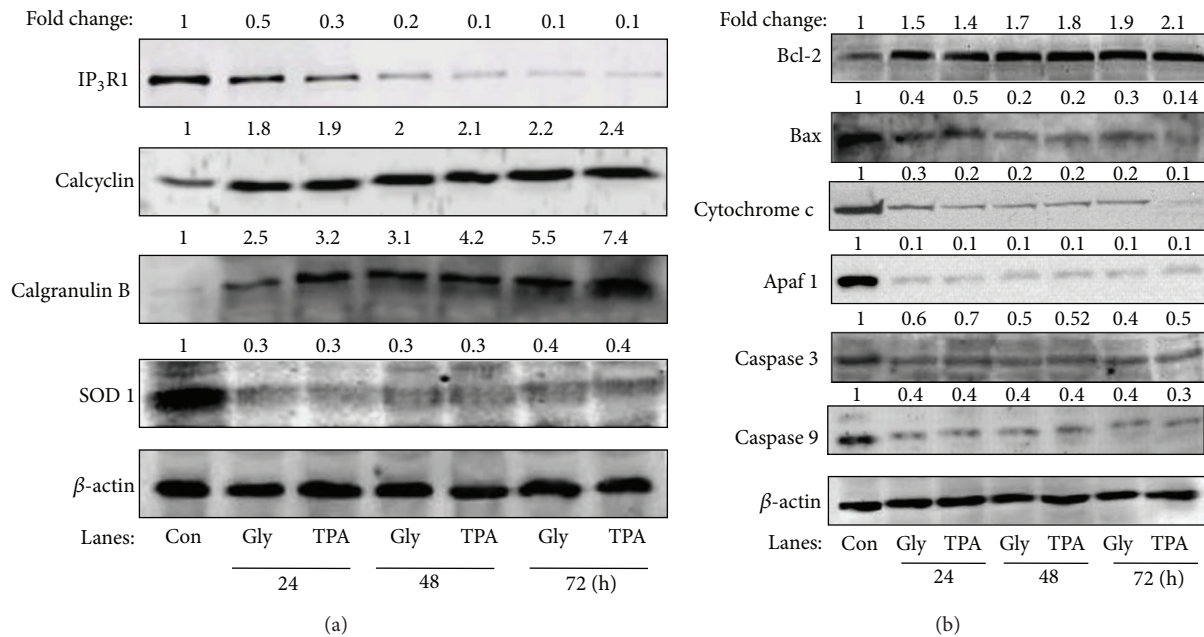 Fold change: 1 0.5 0.3 0.2 0.1 0.1 0.1
IP₃R1
1 1.8 1.9 2 2.1 2.2 2.4
Calcyclin
1 2.5 3.2 3.1 4.2 5.5 7.4
Calgranulin B
1 0.3 0.3 0.3 0.3 0.4 0.4
SOD 1
β-actin
Lanes: Con Gly TPA Gly TPA Gly TPA
24 48 72 (h)
(a)
Fold change: 1 1.5 1.4 1.7 1.8 1.9 2.1
Bcl-2
1 0.4 0.5 0.2 0.2 0.3 0.14
Bax
1 0.3 0.2 0.2 0.2 0.2 0.1
Cytochrome c
1 0.1 0.1 0.1 0.1 0.1 0.1
Apaf 1
1 0.6 0.7 0.5 0.52 0.4 0.5
Caspase 3
1 0.4 0.4 0.4 0.4 0.4 0.3
Caspase 9
β-actin
Lanes: Con Gly TPA Gly TPA Gly TPA
24 48 72 (h)
(b)